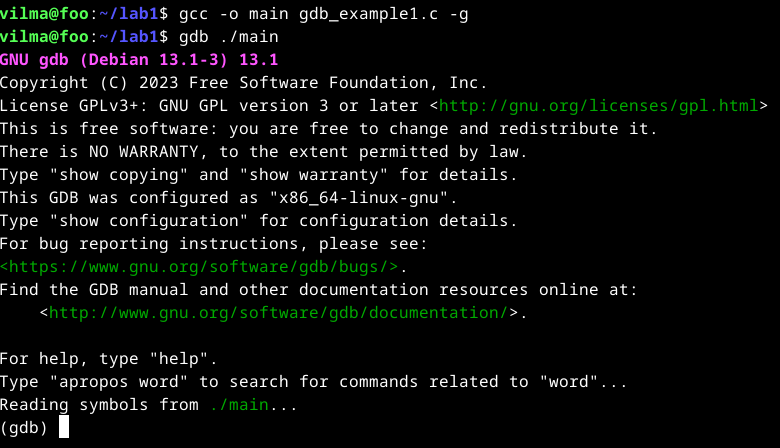 vilma@foo:~/lab1$ gcc -o main gdb_example1.c -g
vilma@foo:~/lab1$ gdb ./main
GNU gdb (Debian 13.1-3) 13.1
Copyright (C) 2023 Free Software Foundation, Inc.
License GPLv3+: GNU GPL version 3 or later <http://gnu.org/licenses/gpl.html>
This is free software: you are free to change and redistribute it.
There is NO WARRANTY, to the extent permitted by law.
Type "show copying" and "show warranty" for details.
This GDB was configured as "x86_64-linux-gnu".
Type "show configuration" for configuration details.
For bug reporting instructions, please see:
<https://www.gnu.org/software/gdb/bugs/>.
Find the GDB manual and other documentation resources online at:
    <http://www.gnu.org/software/gdb/documentation/>.

For help, type "help".
Type "apropos word" to search for commands related to "word"...
Reading symbols from ./main...
(gdb)